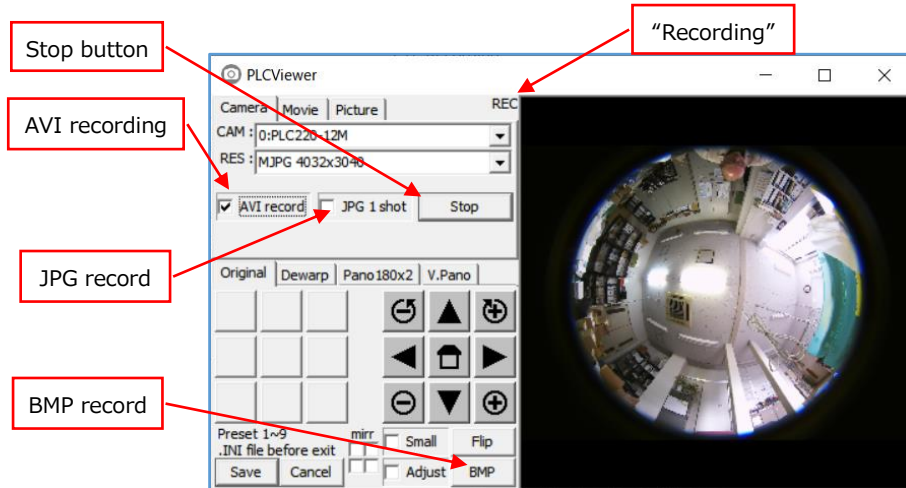 “Recording”
Stop button
PLCViewer
Camera Movie Picture REC
AVI recording
CAM : 0:PLC220-12M
RES : MJPG 4032x3040
AVI record JPG 1 shot Stop
JPG record
Original Dewarp Pano180x2 V.Pano
BMP record
Preset 1~9 mirr Small Flip
.INI file before exit
Save Cancel Adjust BMP